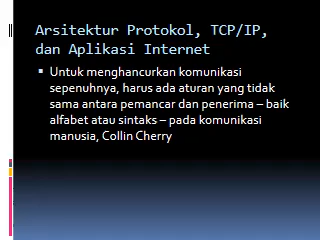 Arsitektur Protokol, TCP/IP,
dan Aplikasi Internet
Untuk menghancurkan komunikasi
sepenuhnya, harus ada aturan yang tidak
sama antara pemancar dan penerima – baik
alfabet atau sintaks – pada komunikasi
manusia, Collin Cherry